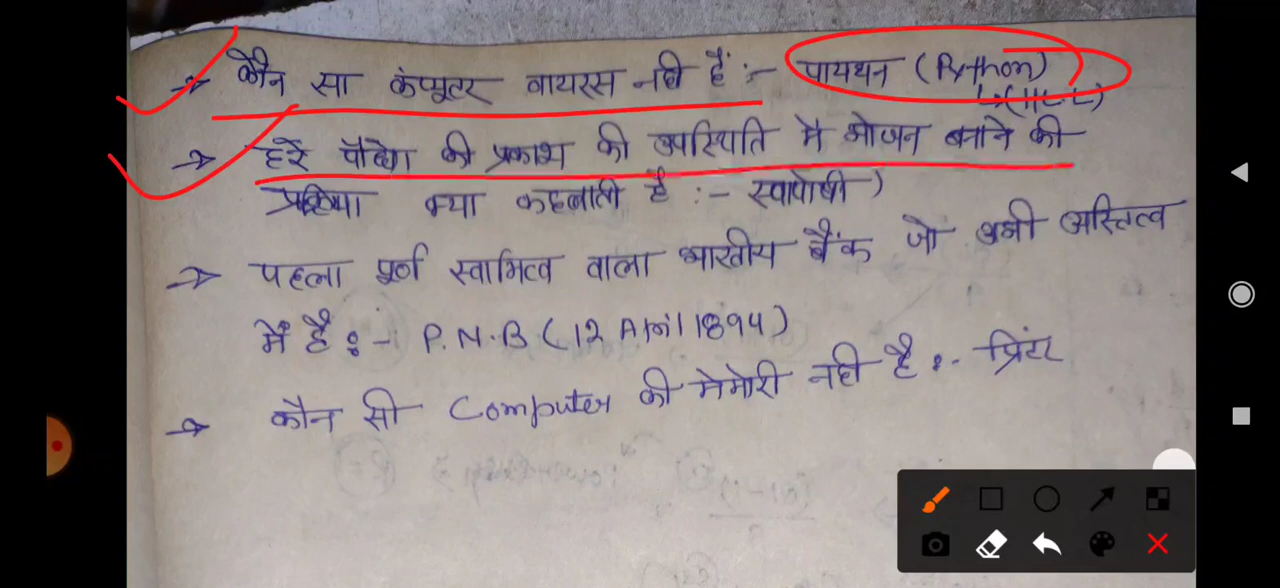 → कौन सा कंप्यूटर वायरस नही है :- पायथन (Python)
↳(H.L.L)
→ हरे पौधो की प्रकाश की उपस्थिति मे भोजन बनाने की
प्रक्रिया क्या कहलाती है :- स्वपोषी)
→ पहला पूर्ण स्वामित्व वाला भारतीय बैंक जो अभी अस्तित्व
में है :- P.N.B (12 April 1894)
→ कौन सी Computer की मेमोरी नही है :- प्रिंटर